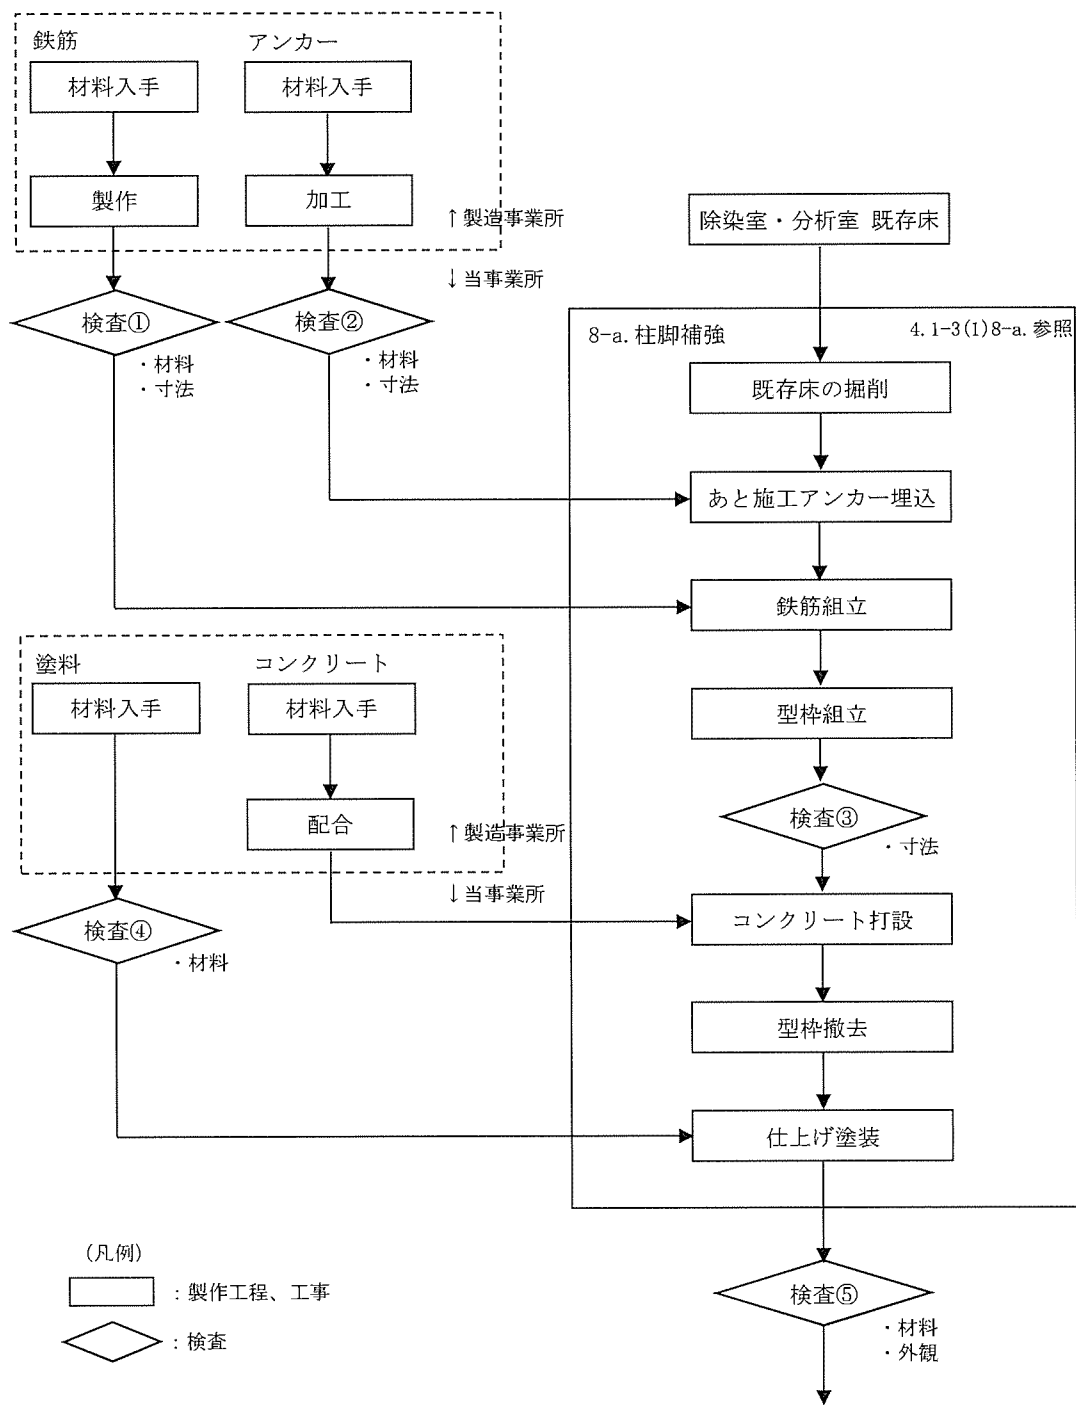 鉄筋
アンカー
材料入手
材料入手
製作
加工
↑製造事業所
↓当事業所
検査①
・材料
・寸法
検査②
・材料
・寸法
除染室・分析室 既存床
8-a.柱脚補強
4.1-3(1)8-a.参照
既存床の掘削
あと施工アンカー埋込
鉄筋組立
型枠組立
検査③
・寸法
塗料
コンクリート
材料入手
材料入手
配合
↑製造事業所
↓当事業所
検査④
・材料
コンクリート打設
型枠撤去
仕上げ塗装
検査⑤
・材料
・外観
(凡例)
：製作工程、工事
：検査